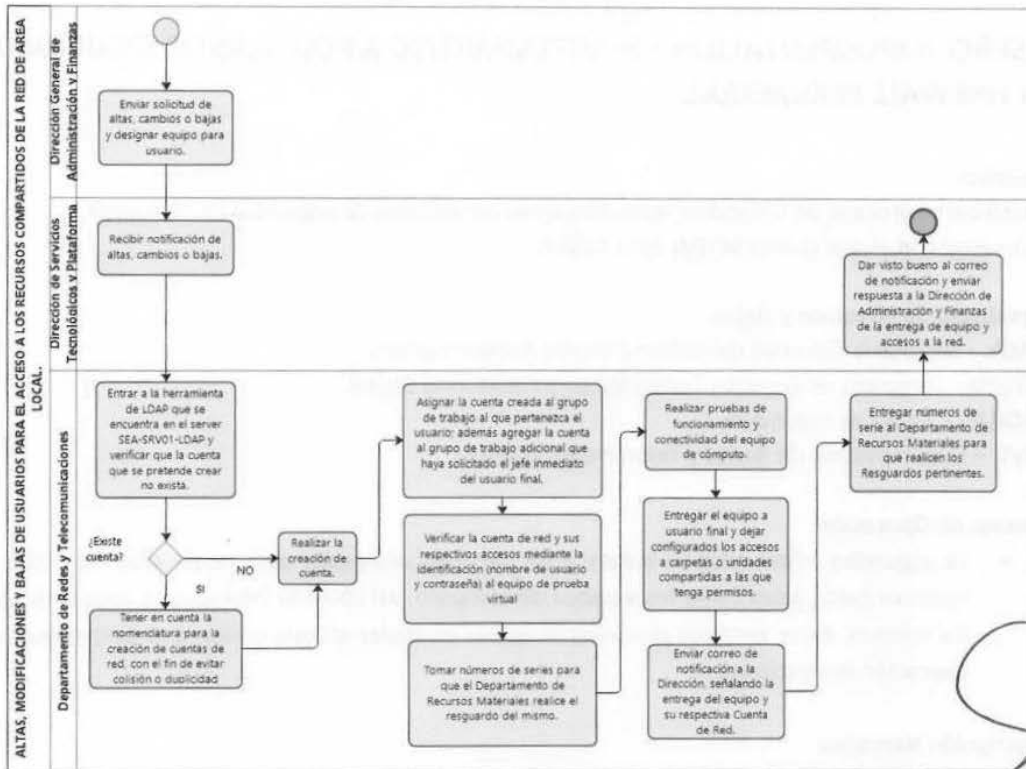 ALTAS, MODIFICACIONES Y BAJAS DE USUARIOS PARA EL ACCESO A LOS RECURSOS COMPARTIDOS DE LA RED DE AREA
LOCAL.
Dirección General de
Administración y Finanzas
Enviar solicitud de
altas, cambios o bajas
y designar equipo para
usuario.
Dirección de Servicios
Tecnológicos y Plataforma
Recibir notificación de
altas, cambios o bajas.
Dar visto bueno al correo
de notificación y enviar
respuesta a la Dirección de
Administración y Finanzas
de la entrega de equipo y
accesos a la red.
Departamento de Redes y Telecomunicaciones
Entrar a la herramienta
de LDAP que se
encuentra en el server
SEA-SRV01-LDAP y
verificar que la cuenta
que se pretende crear
no exista.
¿Existe
cuenta?
NO
SI
Tener en cuenta la
nomenclatura para la
creación de cuentas de
red, con el fin de evitar
colisión o duplicidad
Realizar la
creación de
cuenta.
Asignar la cuenta creada al grupo
de trabajo al que pertenezca el
usuario; además agregar la cuenta
al grupo de trabajo adicional que
haya solicitado el jefe inmediato
del usuario final.
Verificar la cuenta de red y sus
respectivos accesos mediante la
identificación (nombre de usuario
y contraseña) al equipo de prueba
virtual
Tomar números de series para
que el Departamento de
Recursos Materiales realice el
resguardo del mismo.
Realizar pruebas de
funcionamiento y
conectividad del equipo
de cómputo.
Entregar el equipo a
usuario final y dejar
configurados los accesos
a carpetas o unidades
compartidas a las que
tenga permisos.
Enviar correo de
notificación a la
Dirección, señalando la
entrega del equipo y
su respectiva Cuenta
de Red.
Entregar números de
serie al Departamento de
Recursos Materiales para
que realicen los
Resguardos pertinentes.